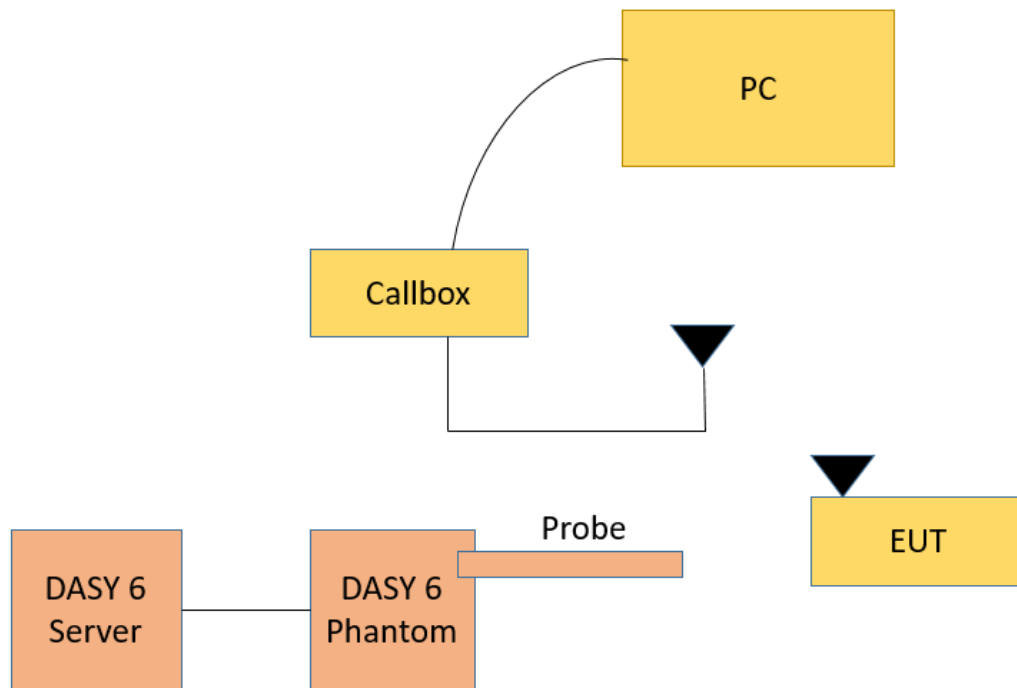 PC
Callbox
Probe
EUT
DASY 6
Server
DASY 6
Phantom